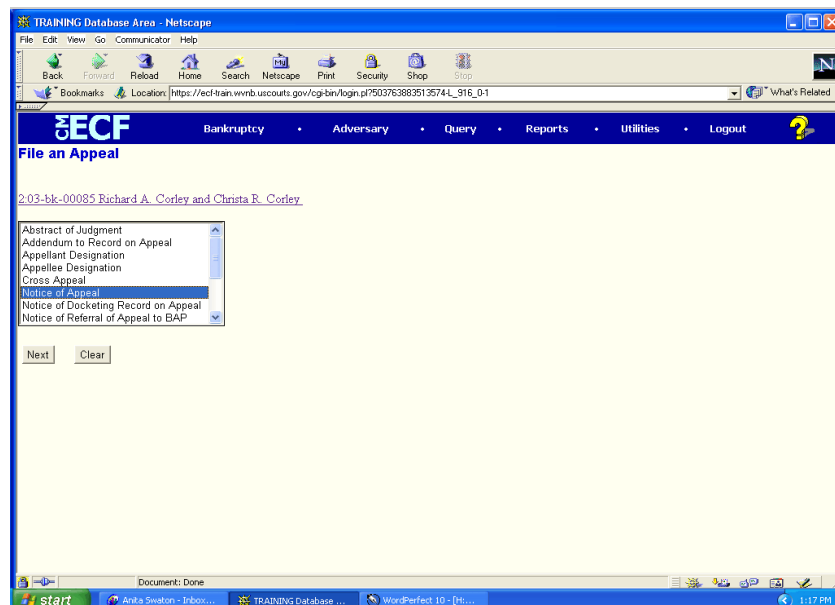 TRAINING Database Area - Netscape
File Edit View Go Communicator Help
My
Back Forward Reload Home Search Netscape Print Security Shop Stop
N
Bookmarks Location: https://ecf-train.wvnb.uscourts.gov/cgi-bin/login.pl?503763883513574-L_916_0-1 What's Related
CM ECF Bankruptcy • Adversary • Query • Reports • Utilities • Logout ?
File an Appeal
2:03-bk-00085 Richard A. Corley and Christa R. Corley
Abstract of Judgment
Addendum to Record on Appeal
Appellant Designation
Appellee Designation
Cross Appeal
Notice of Appeal
Notice of Docketing Record on Appeal
Notice of Referral of Appeal to BAP
Next Clear
Document: Done
start Anita Swaton - Inbox... TRAINING Database ... WordPerfect 10 - [H:... 1:17 PM